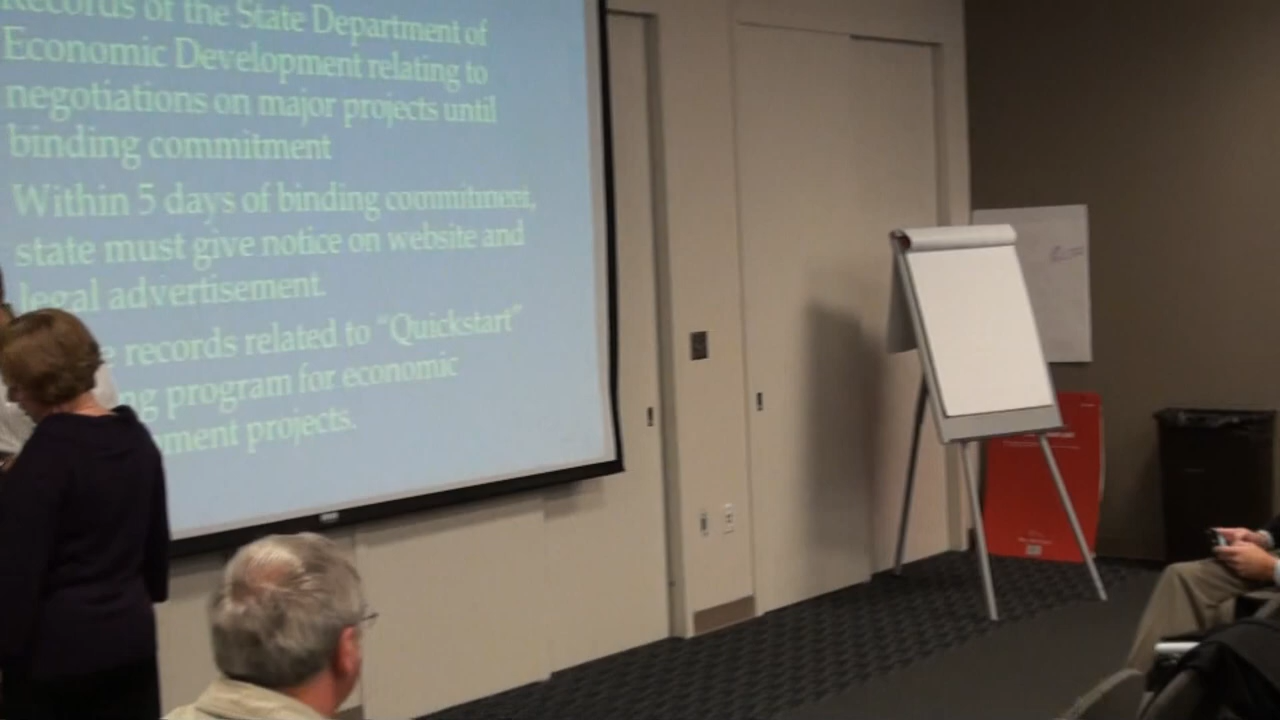 Records of the State Department of
Economic Development relating to
negotiations on major projects until
binding commitment
Within 5 days of binding commitment,
state must give notice on website and
legal advertisement.
records related to “Quickstart”
program for economic
projects.